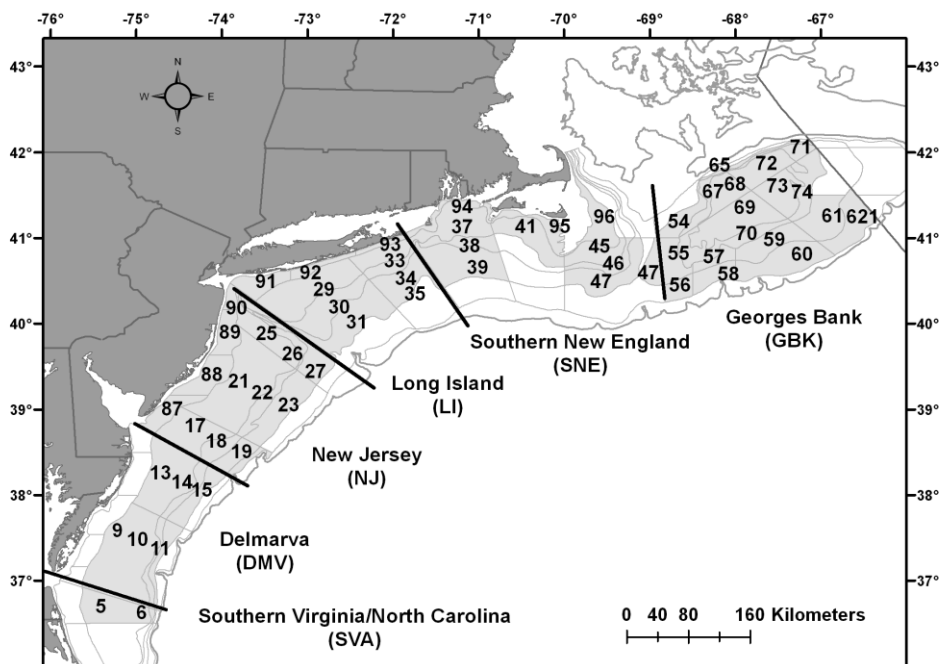 -76° -75° -74° -73° -72° -71° -70° -69° -68° -67°
43° 43°
N
W E
S
42° 42°
71
65 72
68
67 73 74
94 69
37 41 95 96 54 61 621
41° 41°
93 38 45 70 59
33 46 55 57 60
92 34 39 47 47 56 58
91 29 35
90 30
31
40° 40°
89 25
26
27
88 21
22
23
87
39° 39°
17
18
19
13
14
15
38° 38°
9
10
11
37° 37°
5 6
Georges Bank
(GBK)
Southern New England
(SNE)
Long Island
(LI)
New Jersey
(NJ)
Delmarva
(DMV)
Southern Virginia/North Carolina
(SVA)
0 40 80 160 Kilometers